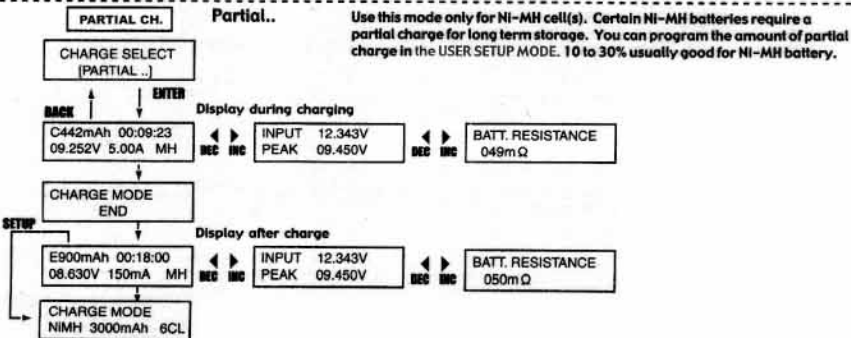 PARTIAL CH.
Partial..
Use this mode only for Ni-MH cell(s). Certain Ni-MH batteries require a
partial charge for long term storage. You can program the amount of partial
charge in the USER SETUP MODE. 10 to 30% usually good for Ni-MH battery.
CHARGE SELECT
[PARTIAL ..]
BACK
ENTER
Display during charging
C442mAh 00:09:23
09.252V 5.00A MH
DEC INC
INPUT 12.343V
PEAK 09.450V
DEC INC
BATT. RESISTANCE
049mΩ
CHARGE MODE
END
SETUP
Display after charge
E900mAh 00:18:00
08.630V 150mA MH
DEC INC
INPUT 12.343V
PEAK 09.450V
DEC INC
BATT. RESISTANCE
050mΩ
CHARGE MODE
NiMH 3000mAh 6CL